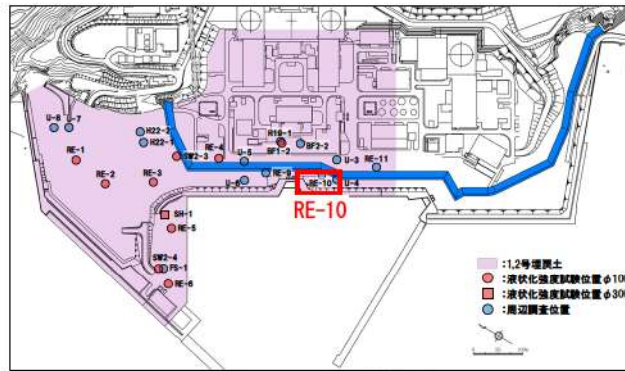 U-8
U-7
H22-2
H22-1
RE-1
RE-2
RE-3
SW2-3
RE-4
H19-1
BF1-2
BF2-2
U-5
U-6
RE-9
U-3
RE-11
RE-10
U-4
RE-10
SH-1
RE-5
SW2-4
FS-1
RE-6
:1,2号埋戻土
:液状化強度試験位置φ100
:液状化強度試験位置φ300
:周辺調査位置